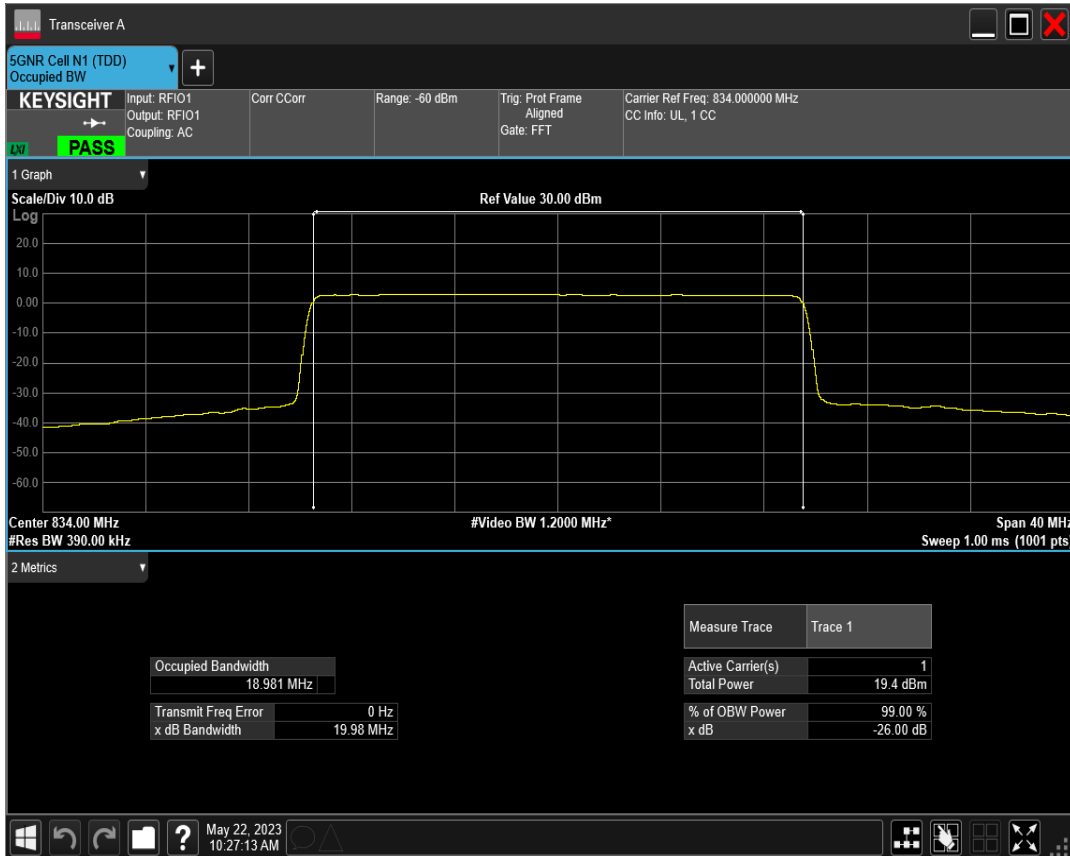 Transceiver A
5GNR Cell N1 (TDD)
Occupied BW
+
KEYSIGHT
LXI
PASS
Input: RFIO1
Output: RFIO1
Coupling: AC
Corr CCorr
Range: -60 dBm
Trig: Prot Frame
Aligned
Gate: FFT
Carrier Ref Freq: 834.000000 MHz
CC Info: UL, 1 CC
1 Graph
Scale/Div 10.0 dB
Ref Value 30.00 dBm
Log
20.0
10.0
0.00
-10.0
-20.0
-30.0
-40.0
-50.0
-60.0
Center 834.00 MHz
#Video BW 1.2000 MHz*
Span 40 MHz
#Res BW 390.00 kHz
Sweep 1.00 ms (1001 pts)
2 Metrics
Measure Trace Trace 1
Occupied Bandwidth
18.981 MHz
Active Carrier(s) 1
Total Power 19.4 dBm
Transmit Freq Error 0 Hz
x dB Bandwidth 19.98 MHz
% of OBW Power 99.00 %
x dB -26.00 dB
?
May 22, 2023
10:27:13 AM